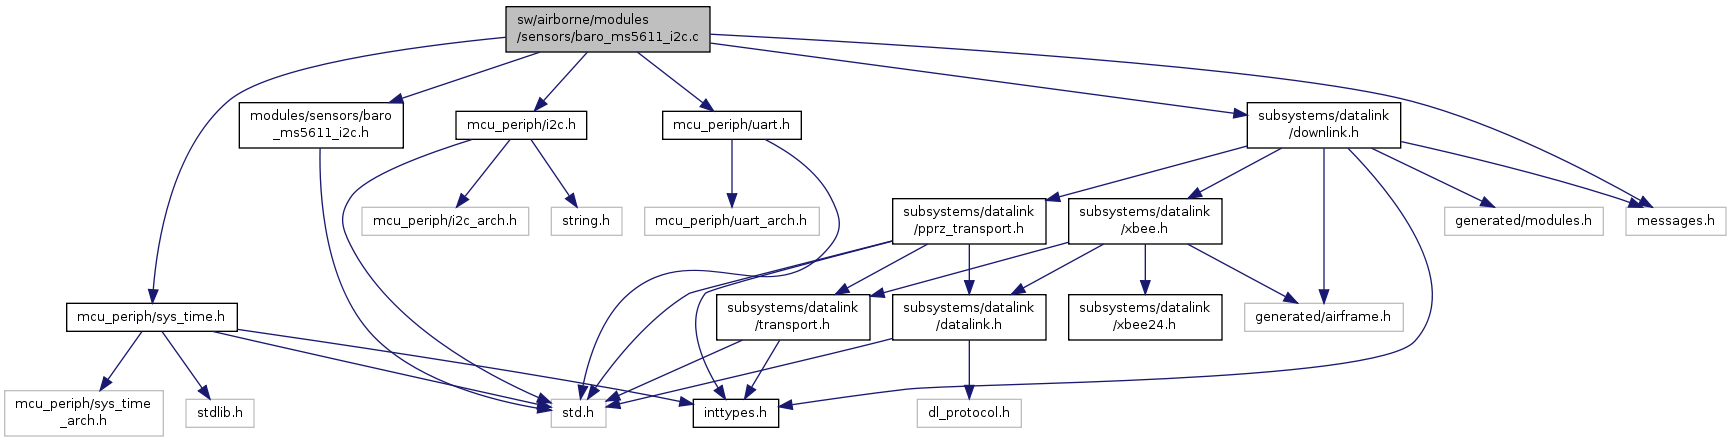 sw/airborne/modules
/sensors/baro_ms5611_i2c.c
modules/sensors/baro
_ms5611_i2c.h
mcu_periph/i2c.h
mcu_periph/uart.h
subsystems/datalink
/downlink.h
mcu_periph/i2c_arch.h
string.h
mcu_periph/uart_arch.h
subsystems/datalink
/pprz_transport.h
subsystems/datalink
/xbee.h
generated/modules.h
messages.h
mcu_periph/sys_time.h
subsystems/datalink
/transport.h
subsystems/datalink
/datalink.h
subsystems/datalink
/xbee24.h
generated/airframe.h
mcu_periph/sys_time
_arch.h
stdlib.h
std.h
inttypes.h
dl_protocol.h